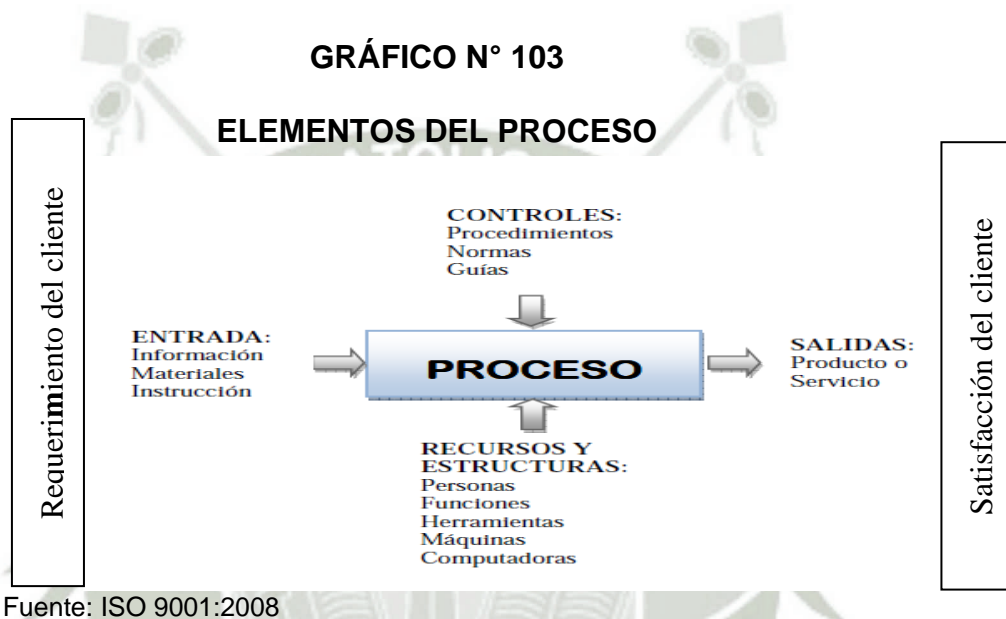 GRÁFICO N° 103
ELEMENTOS DEL PROCESO
Requerimiento del cliente
CONTROLES:
Procedimientos
Normas
Guías
ENTRADA:
Información
Materiales
Instrucción
PROCESO
SALIDAS:
Producto o
Servicio
RECURSOS Y
ESTRUCTURAS:
Personas
Funciones
Herramientas
Máquinas
Computadoras
Satisfacción del cliente
Fuente: ISO 9001:2008